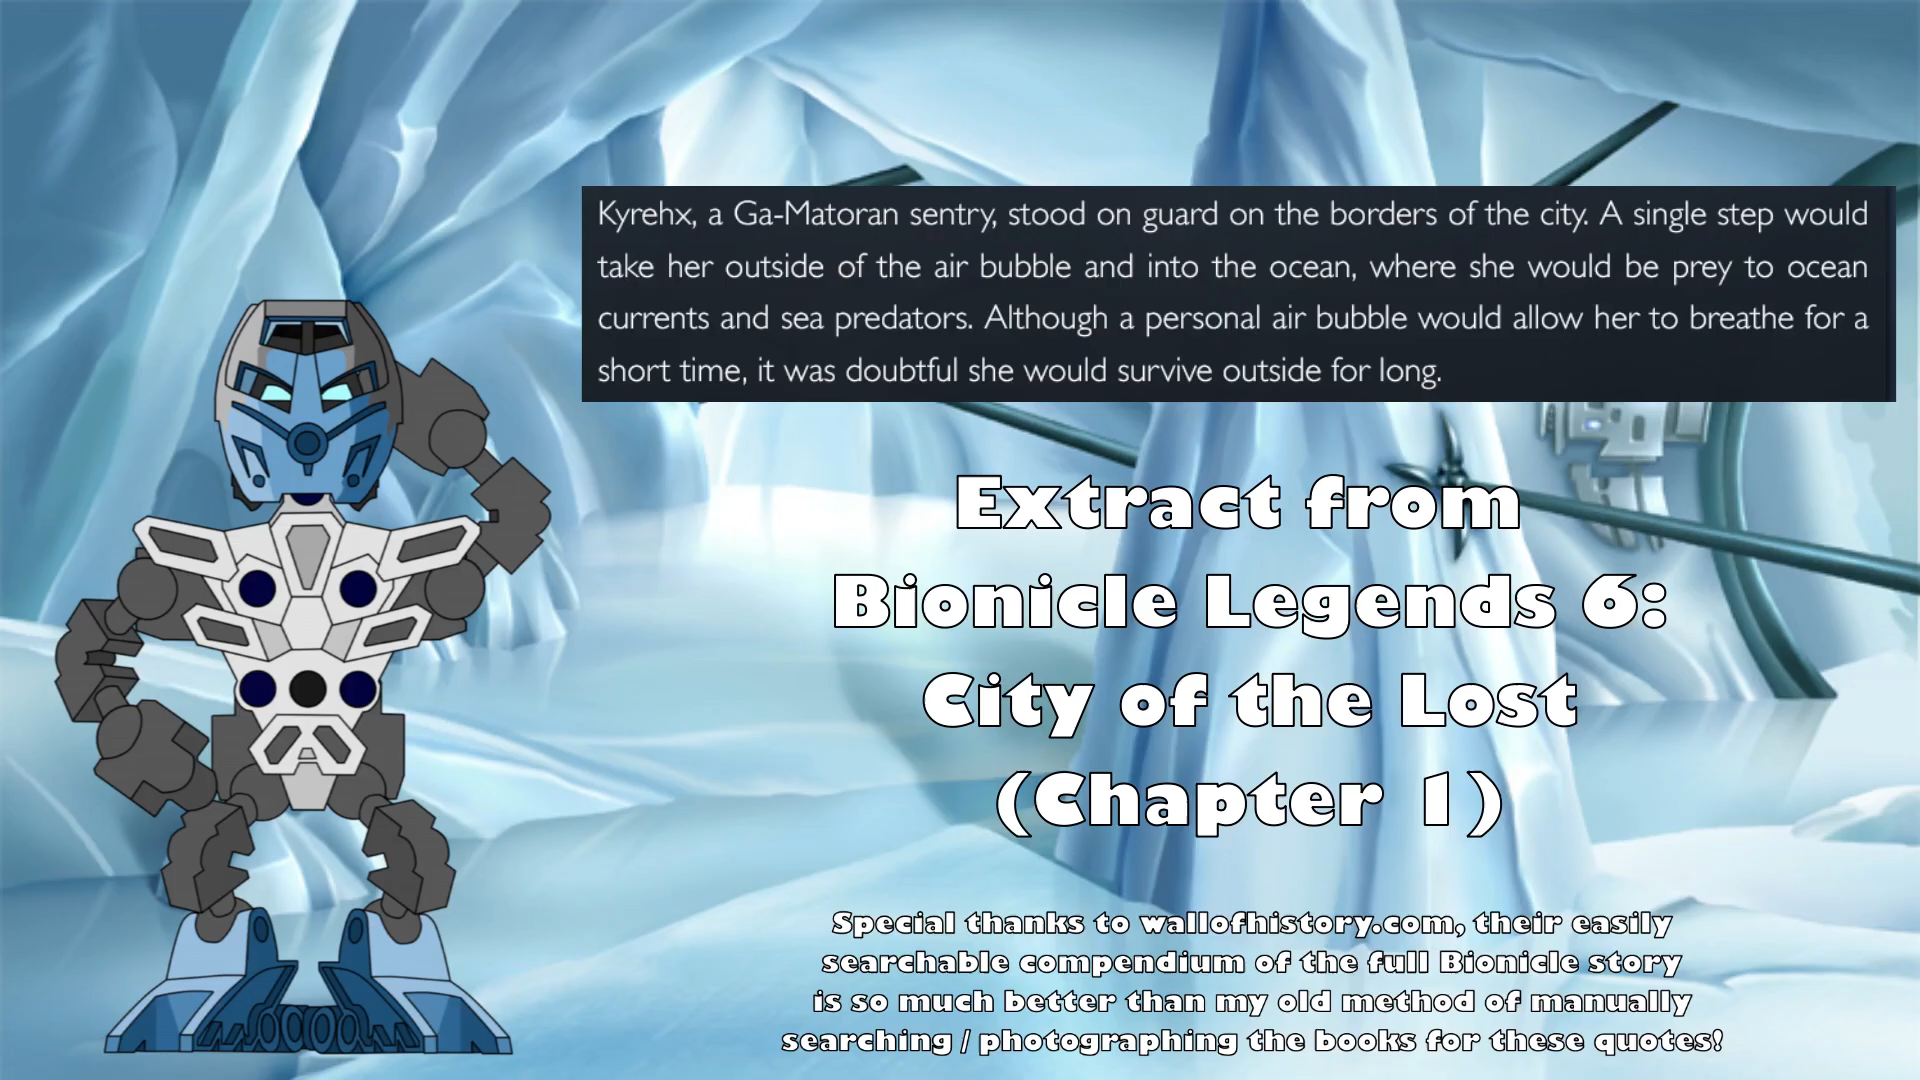 Kyrehx, a Ga-Matoran sentry, stood on guard on the borders of the city. A single step would
take her outside of the air bubble and into the ocean, where she would be prey to ocean
currents and sea predators. Although a personal air bubble would allow her to breathe for a
short time, it was doubtful she would survive outside for long.
Extract from
Bionicle Legends 6:
City of the Lost
(Chapter 1)
Special thanks to wallofhistory.com, their easily
searchable compendium of the full Bionicle story
is so much better than my old method of manually
searching / photographing the books for these quotes!